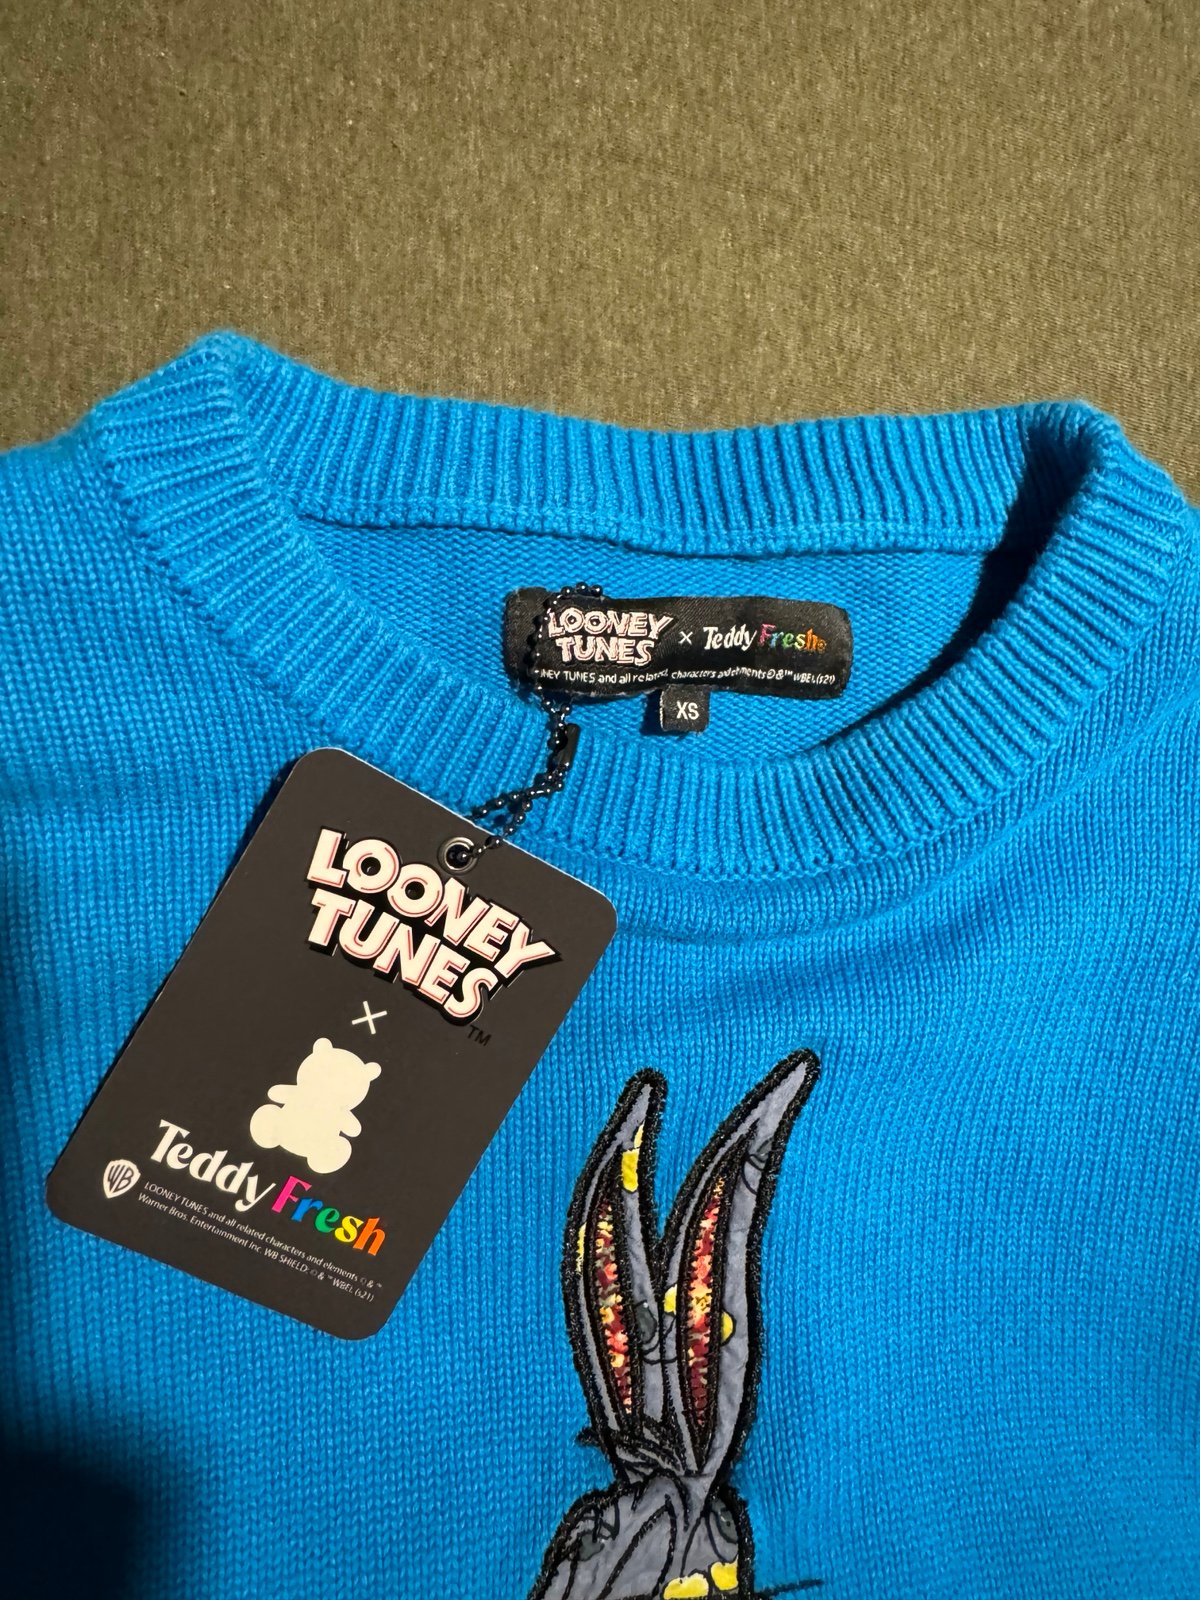 LOONEY TUNES × Teddy Fresh®
NEY TUNES and all related characters and elements © & ™ WBEI. (s21)
XS
LOONEY
TUNES
™
×
Teddy Fresh
WB
LOONEY TUNES and all related characters and elements © & ™
Warner Bros. Entertainment Inc. WB SHIELD: © & ™ WBEI. (s21)